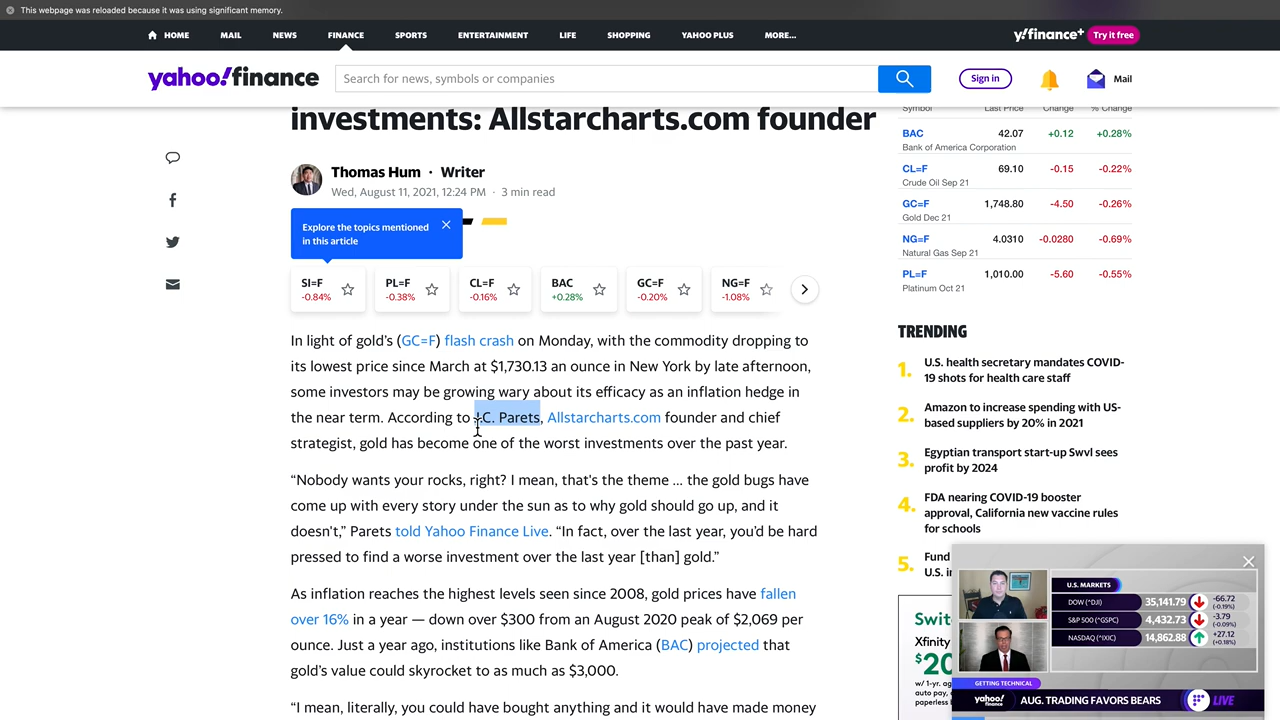 This webpage was reloaded because it was using significant memory.
HOME MAIL NEWS FINANCE SPORTS ENTERTAINMENT LIFE SHOPPING YAHOO PLUS MORE... y!finance+ Try it free
yahoo!finance Search for news, symbols or companies Sign in Mail
investments: Allstarcharts.com founder
Thomas Hum · Writer
Wed, August 11, 2021, 12:24 PM · 3 min read
Explore the topics mentioned
in this article
SI=F PL=F CL=F BAC GC=F NG=F
-0.84% -0.38% -0.16% +0.28% -0.20% -1.08%
In light of gold's (GC=F) flash crash on Monday, with the commodity dropping to
its lowest price since March at $1,730.13 an ounce in New York by late afternoon,
some investors may be growing wary about its efficacy as an inflation hedge in
the near term. According to J.C. Parets, Allstarcharts.com founder and chief
strategist, gold has become one of the worst investments over the past year.
“Nobody wants your rocks, right? I mean, that's the theme ... the gold bugs have
come up with every story under the sun as to why gold should go up, and it
doesn't,” Parets told Yahoo Finance Live. “In fact, over the last year, you'd be hard
pressed to find a worse investment over the last year [than] gold.”
As inflation reaches the highest levels seen since 2008, gold prices have fallen
over 16% in a year — down over $300 from an August 2020 peak of $2,069 per
ounce. Just a year ago, institutions like Bank of America (BAC) projected that
gold's value could skyrocket to as much as $3,000.
“I mean, literally, you could have bought anything and it would have made money
Symbol Last Price Change % Change
BAC 42.07 +0.12 +0.28%
Bank of America Corporation
CL=F 69.10 -0.15 -0.22%
Crude Oil Sep 21
GC=F 1,748.80 -4.50 -0.26%
Gold Dec 21
NG=F 4.0310 -0.0280 -0.69%
Natural Gas Sep 21
PL=F 1,010.00 -5.60 -0.55%
Platinum Oct 21
TRENDING
1. U.S. health secretary mandates COVID-
19 shots for health care staff
2. Amazon to increase spending with US-
based suppliers by 20% in 2021
3. Egyptian transport start-up Swvl sees
profit by 2024
4. FDA nearing COVID-19 booster
approval, California new vaccine rules
for schools
5. Fund
U.S. in
Swit
Xfinity
$20
w/ 1-yr. ag
auto pay,
paperless
U.S. MARKETS
DOW (^DJI) 35,141.79 -66.72
(-0.19%)
S&P 500 (^GSPC) 4,432.73 -3.79
(-0.09%)
NASDAQ (^IXIC) 14,862.88 +27.12
(+0.18%)
GETTING TECHNICAL
yahoo! finance AUG. TRADING FAVORS BEARS LIVE